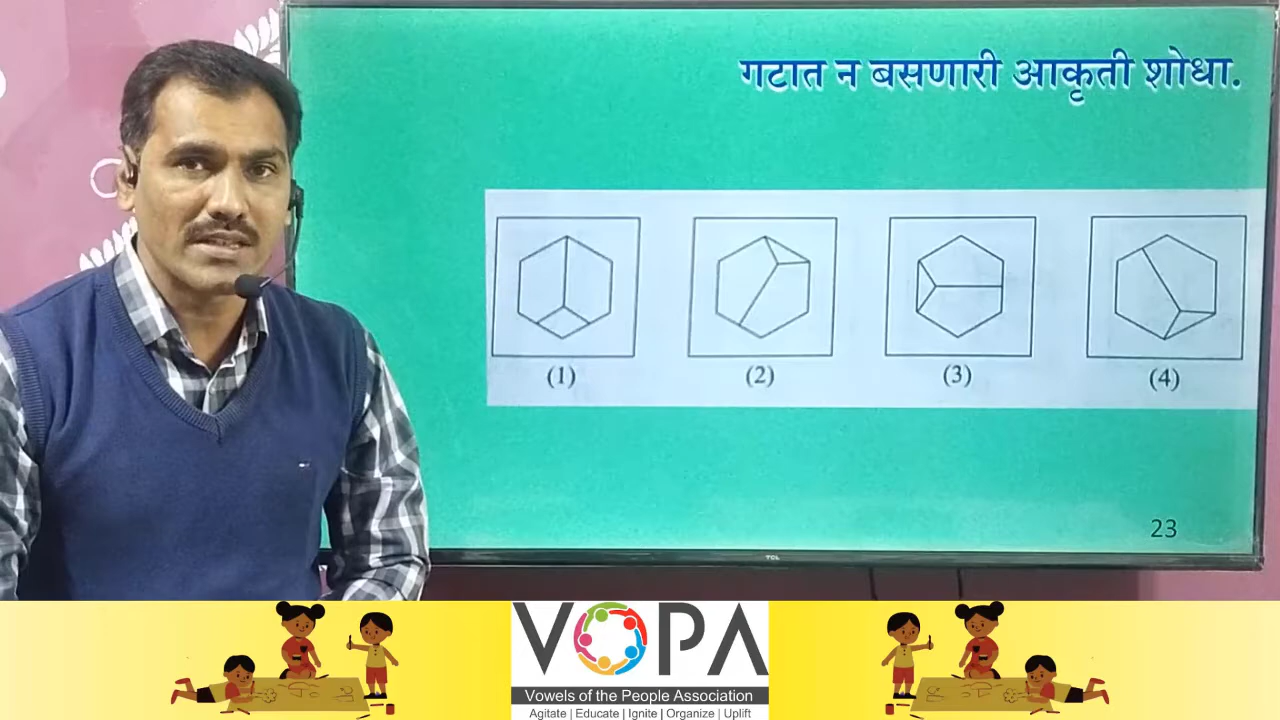 गटात न बसणारी आकृती शोधा.
(1) (2) (3) (4)
23
TCL
VOPA
Vowels of the People Association
Agitate | Educate | Ignite | Organize | Uplift